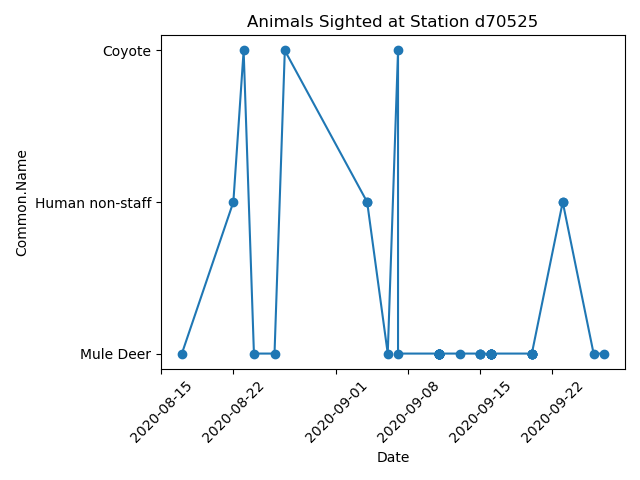 Animals Sighted at Station d70525
Coyote
Human non-staff
Mule Deer
Common.Name
2020-08-15
2020-08-22
2020-09-01
2020-09-08
2020-09-15
2020-09-22
Date